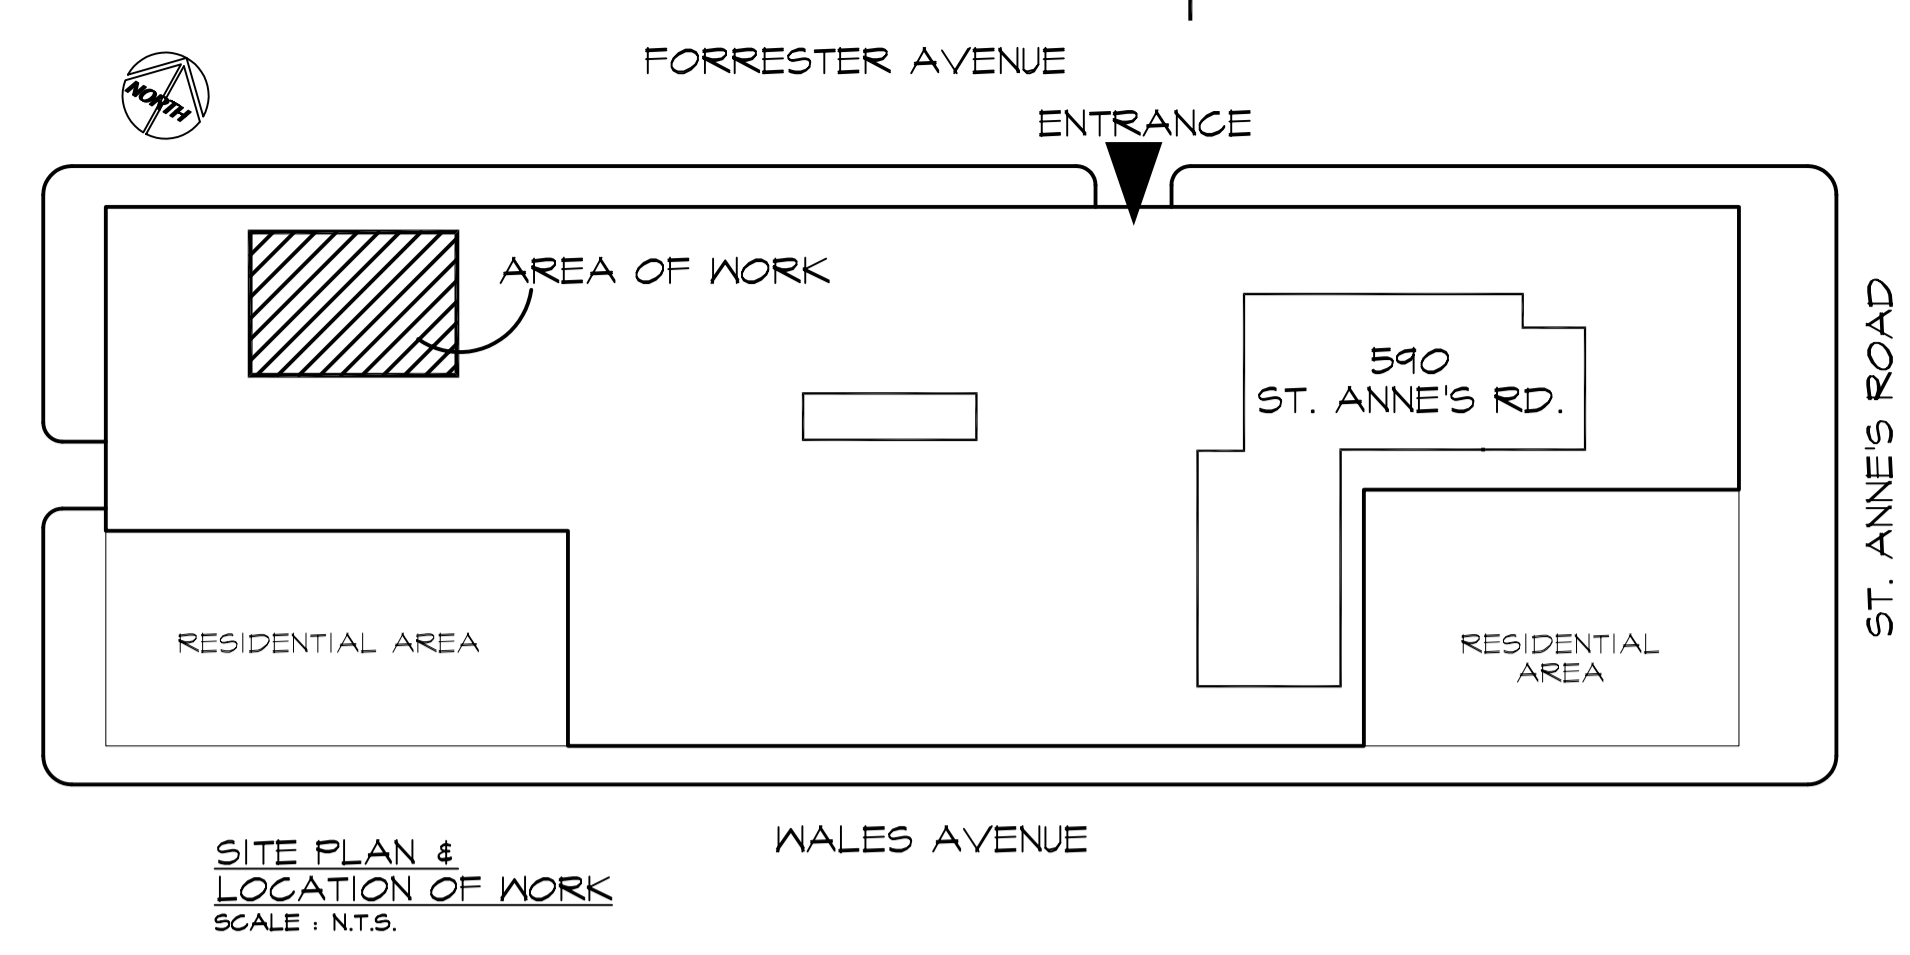 FORRESTER AVENUE
NORTH
ENTRANCE
AREA OF WORK
590
ST. ANNE'S RD.
ST. ANNE'S ROAD
RESIDENTIAL AREA
RESIDENTIAL
AREA
WALES AVENUE
SITE PLAN &
LOCATION OF WORK
SCALE : N.T.S.